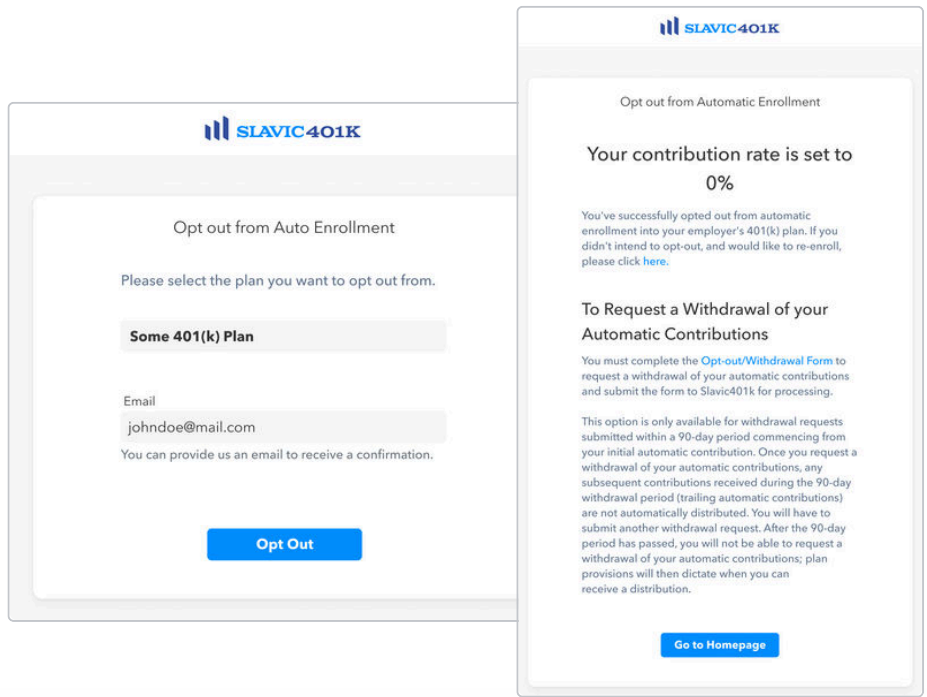 SLAVIC401K
Opt out from Auto Enrollment
Please select the plan you want to opt out from.
Some 401(k) Plan
Email
johndoe@mail.com
You can provide us an email to receive a confirmation.
Opt Out
SLAVIC401K
Opt out from Automatic Enrollment
Your contribution rate is set to
0%
You've successfully opted out from automatic
enrollment into your employer's 401(k) plan. If you
didn't intend to opt-out, and would like to re-enroll,
please click here.
To Request a Withdrawal of your
Automatic Contributions
You must complete the Opt-out/Withdrawal Form to
request a withdrawal of your automatic contributions
and submit the form to Slavic401k for processing.
This option is only available for withdrawal requests
submitted within a 90-day period commencing from
your initial automatic contribution. Once you request a
withdrawal of your automatic contributions, any
subsequent contributions received during the 90-day
withdrawal period (trailing automatic contributions)
are not automatically distributed. You will have to
submit another withdrawal request. After the 90-day
period has passed, you will not be able to request a
withdrawal of your automatic contributions; plan
provisions will then dictate when you can
receive a distribution.
Go to Homepage